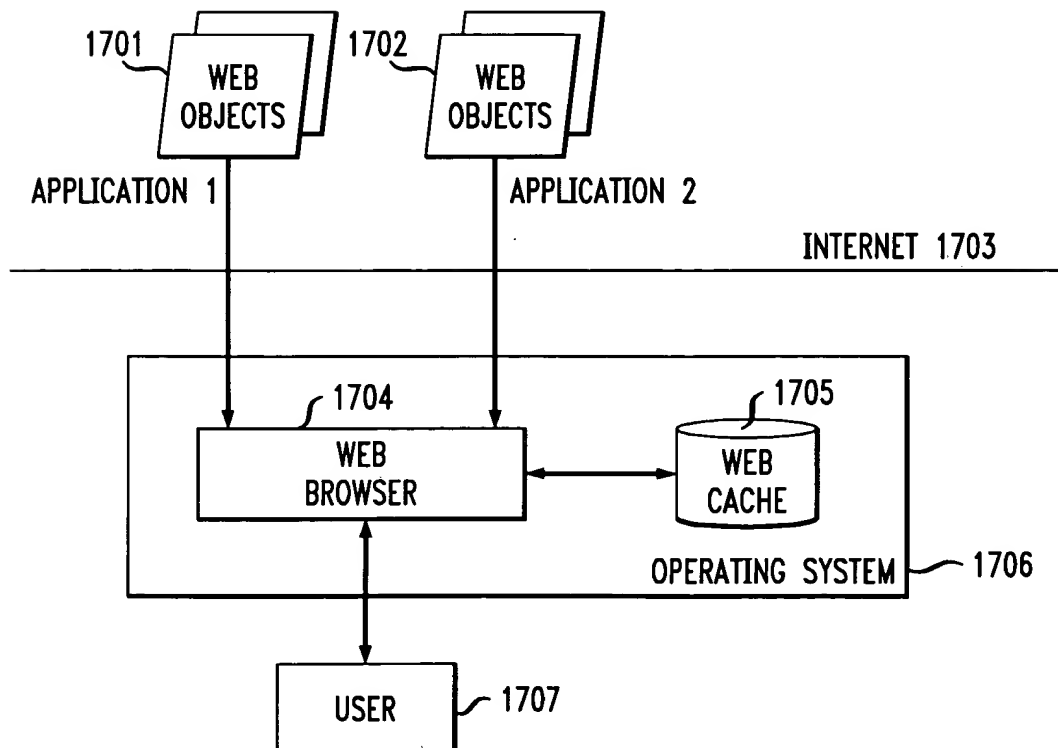 1701
WEB
OBJECTS
1702
WEB
OBJECTS
APPLICATION 1
APPLICATION 2
INTERNET 1703
1704
WEB
BROWSER
1705
WEB
CACHE
OPERATING SYSTEM
1706
USER
1707